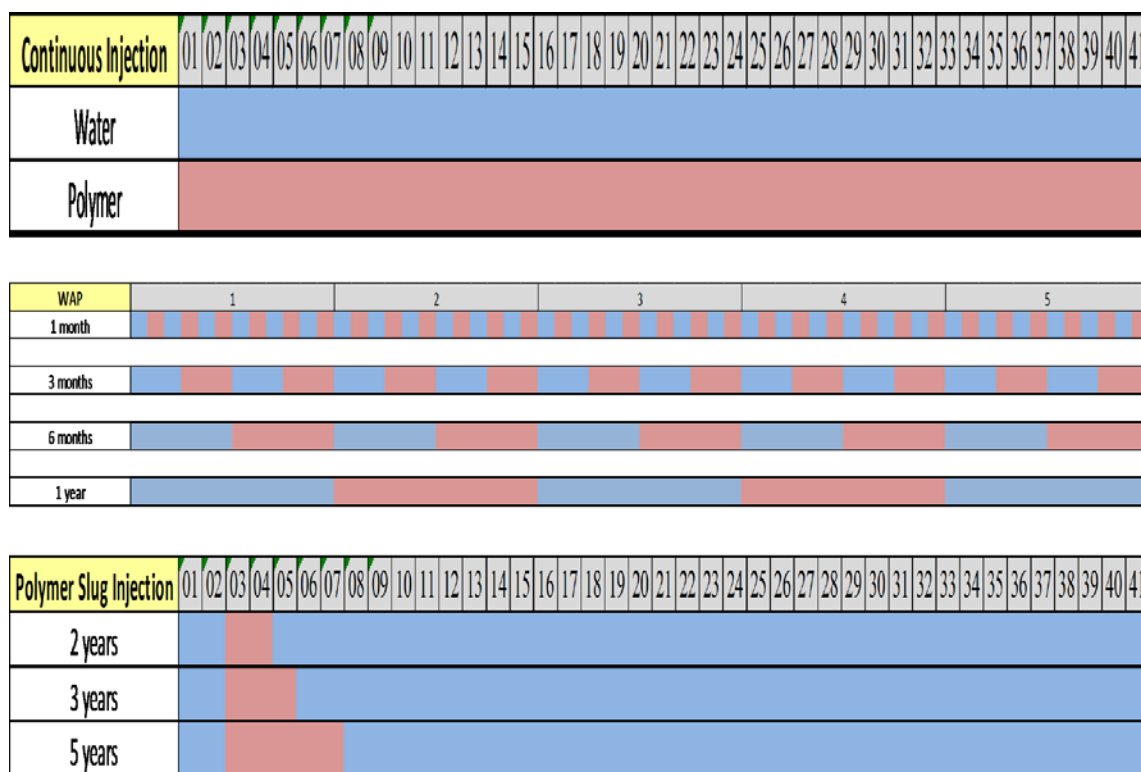 Continuous Injection 01 02 03 04 05 06 07 08 09 10 11 12 13 14 15 16 17 18 19 20 21 22 23 24 25 26 27 28 29 30 31 32 33 34 35 36 37 38 39 40 41
Water
Polymer
WAP 1 2 3 4 5
1 month
3 months
6 months
1 year
Polymer Slug Injection 01 02 03 04 05 06 07 08 09 10 11 12 13 14 15 16 17 18 19 20 21 22 23 24 25 26 27 28 29 30 31 32 33 34 35 36 37 38 39 40 41
2 years
3 years
5 years